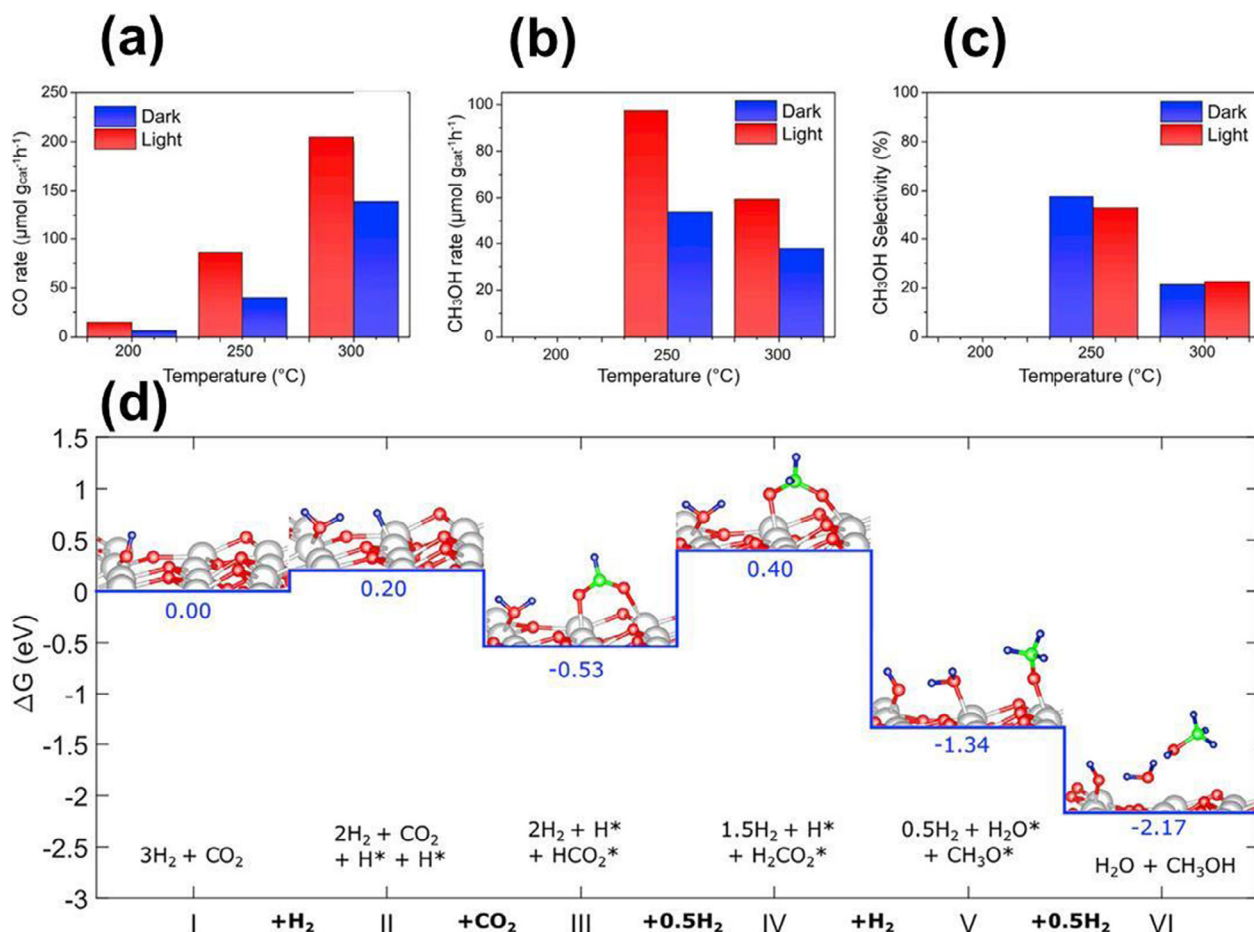 (a)
(b)
(c)
250
200
150
100
50
0
CO rate (μmol gcat⁻¹h⁻¹)
Dark
Light
200
250
300
Temperature (°C)
100
80
60
40
20
0
CH₃OH rate (μmol gcat⁻¹h⁻¹)
Dark
Light
200
250
300
Temperature (°C)
100
80
60
40
20
0
CH₃OH Selectivity (%)
Dark
Light
200
250
300
Temperature (°C)
(d)
1.5
1
0.5
0
-0.5
-1
-1.5
-2
-2.5
-3
ΔG (eV)
0.00
0.20
-0.53
0.40
-1.34
-2.17
3H₂ + CO₂
2H₂ + CO₂
+ H* + H*
2H₂ + H*
+ HCO₂*
1.5H₂ + H*
+ H₂CO₂*
0.5H₂ + H₂O*
+ CH₃O*
H₂O + CH₃OH
I +H₂ II +CO₂ III +0.5H₂ IV +H₂ V +0.5H₂ VI